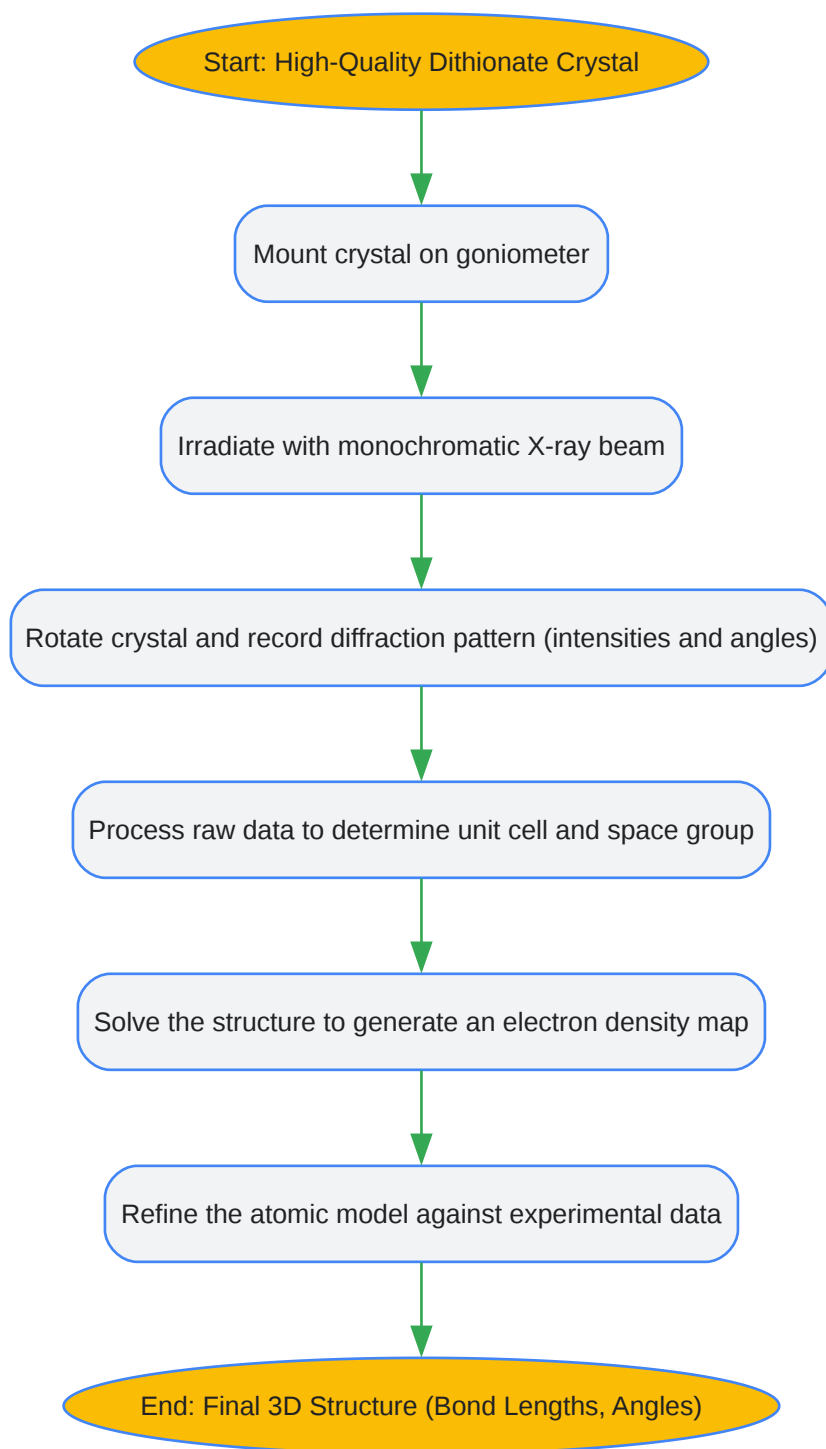 Start: High-Quality Dithionate Crystal
Mount crystal on goniometer
Irradiate with monochromatic X-ray beam
Rotate crystal and record diffraction pattern (intensities and angles)
Process raw data to determine unit cell and space group
Solve the structure to generate an electron density map
Refine the atomic model against experimental data
End: Final 3D Structure (Bond Lengths, Angles)